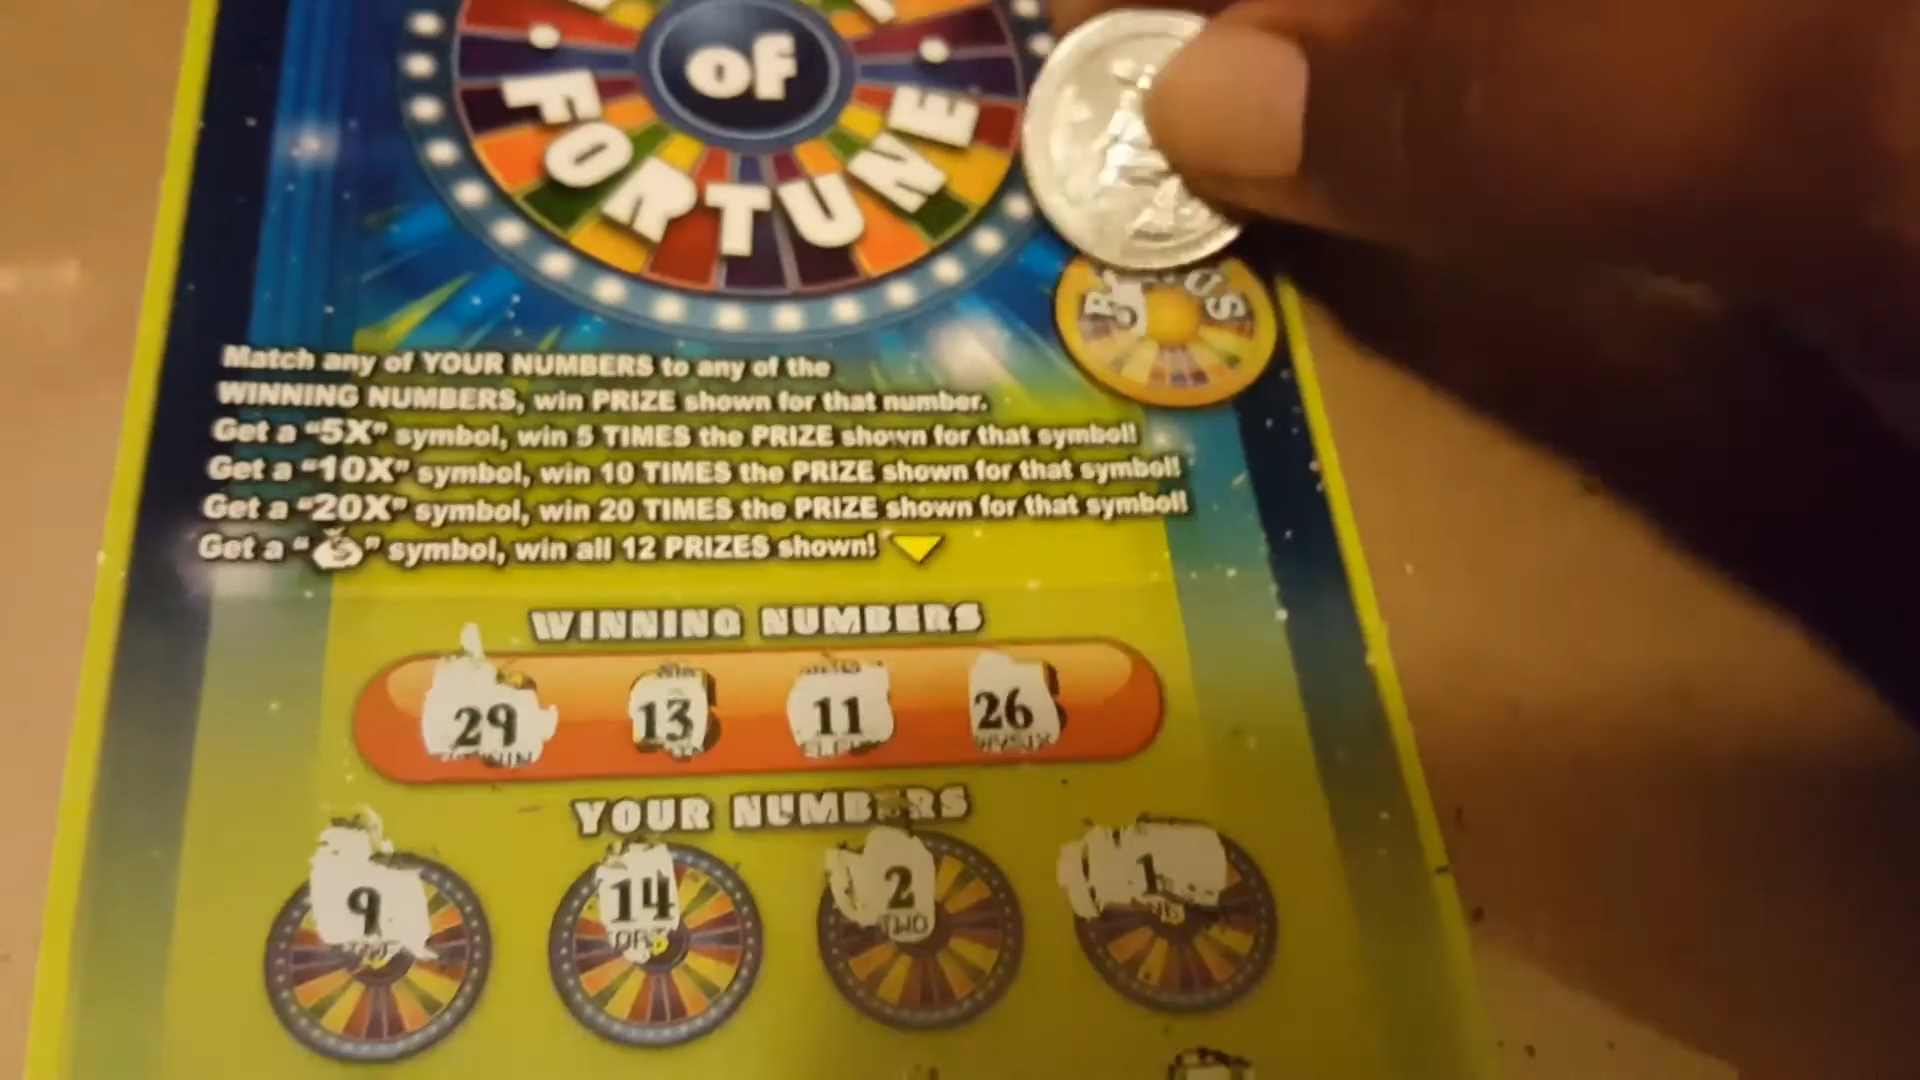 OF
FORTUNE
BONUS
Match any of YOUR NUMBERS to any of the
WINNING NUMBERS, win PRIZE shown for that number.
Get a "5X" symbol, win 5 TIMES the PRIZE shown for that symbol!
Get a "10X" symbol, win 10 TIMES the PRIZE shown for that symbol!
Get a "20X" symbol, win 20 TIMES the PRIZE shown for that symbol!
Get a " " symbol, win all 12 PRIZES shown!
WINNING NUMBERS
29 13 11 26
YOUR NUMBERS
9 14 2 1
TWO